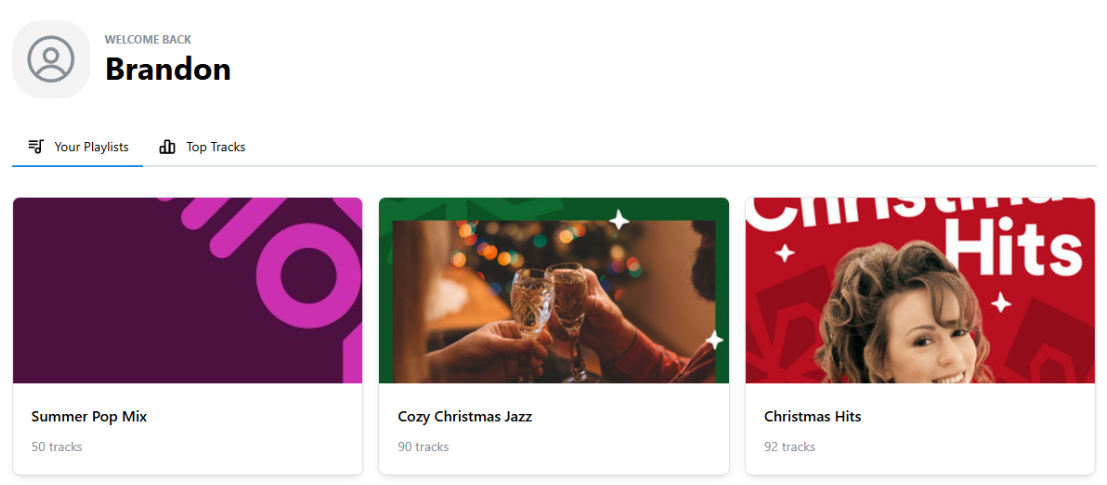 WELCOME BACK
Brandon
Your Playlists
Top Tracks
Christmas
Hits
Summer Pop Mix
50 tracks
Cozy Christmas Jazz
90 tracks
Christmas Hits
92 tracks